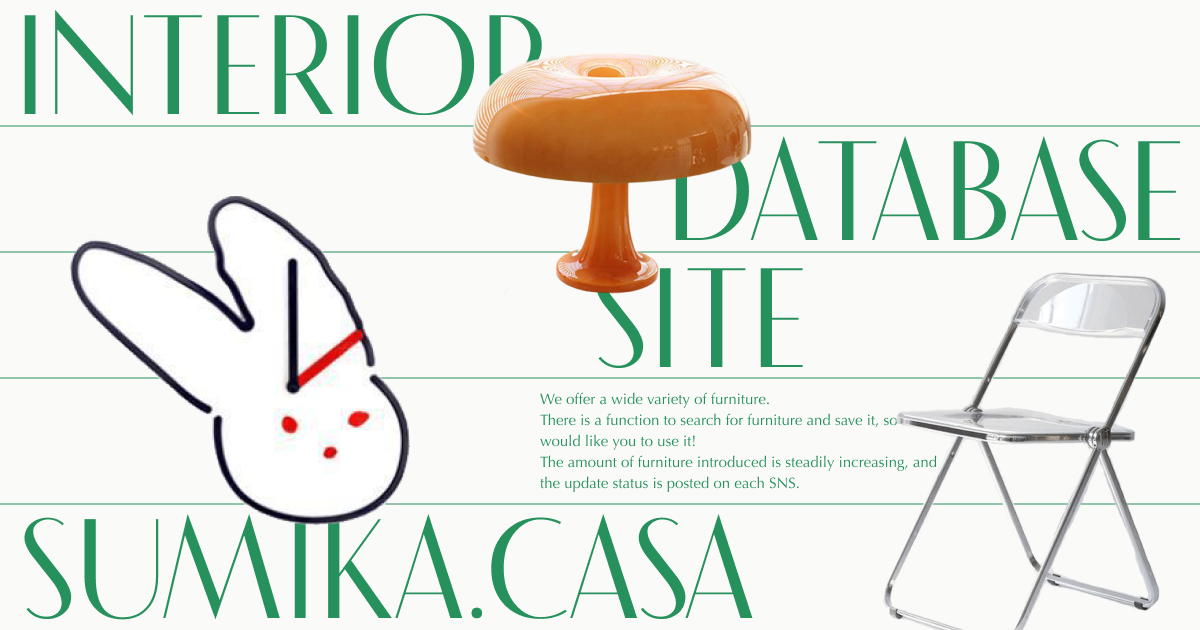 INTERIOR
DATABASE
SITE
We offer a wide variety of furniture.
There is a function to search for furniture and save it, so
would like you to use it!
The amount of furniture introduced is steadily increasing, and
the update status is posted on each SNS.
SUMIKA.CASA